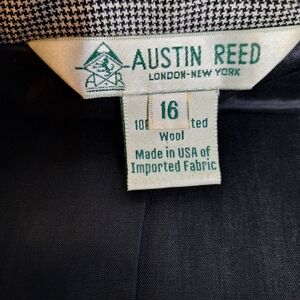 AUSTIN REED
LONDON-NEW YORK
16
Wool
Made in USA of
Imported Fabric